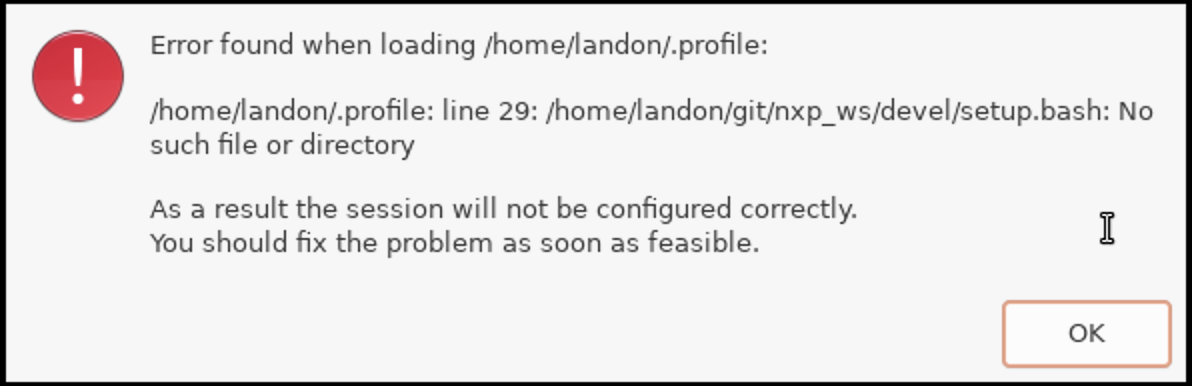 Error found when loading /home/landon/.profile:
/home/landon/.profile: line 29: /home/landon/git/nxp_ws/devel/setup.bash: No
such file or directory
As a result the session will not be configured correctly.
You should fix the problem as soon as feasible.
OK